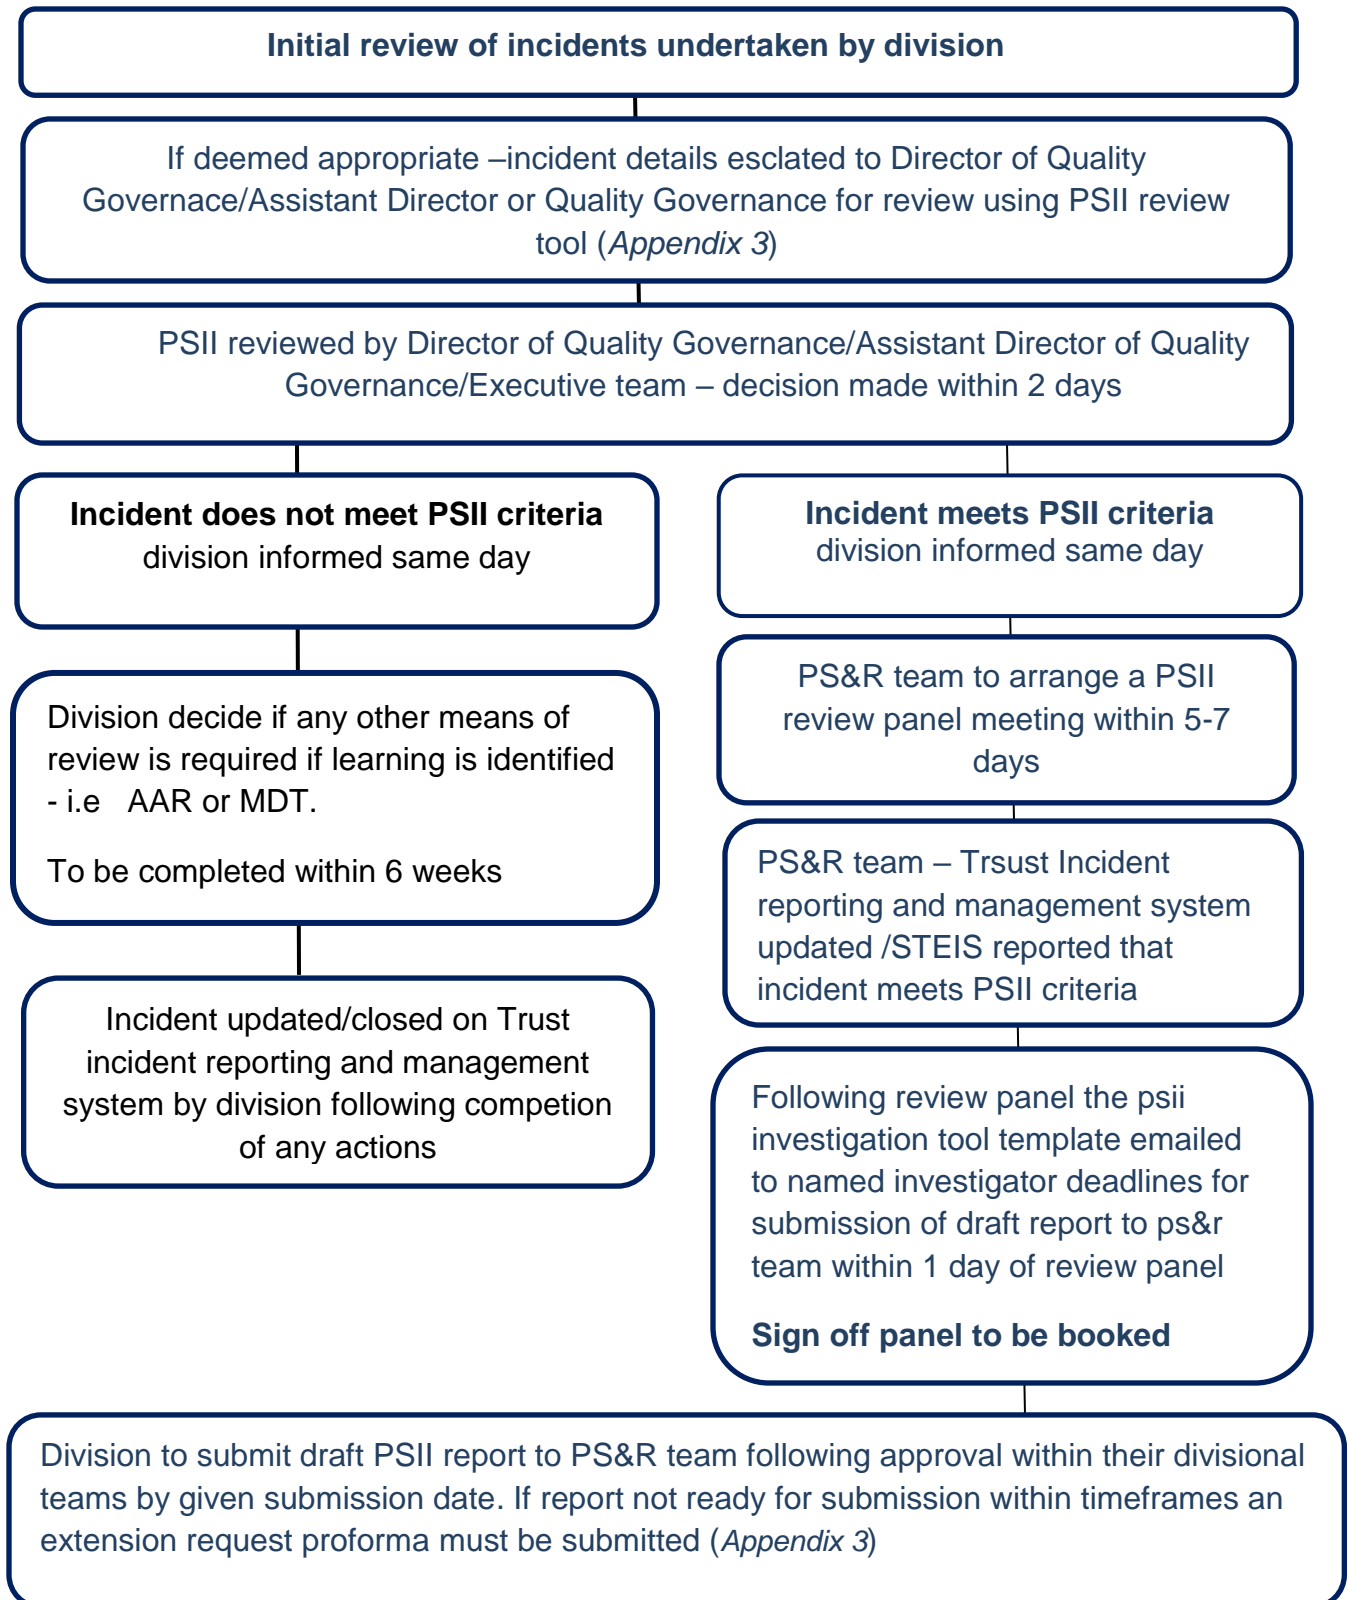 Initial review of incidents undertaken by division
If deemed appropriate –incident details esclated to Director of Quality
Governace/Assistant Director or Quality Governance for review using PSII review
tool (Appendix 3)
PSII reviewed by Director of Quality Governance/Assistant Director of Quality
Governance/Executive team – decision made within 2 days
Incident does not meet PSII criteria
division informed same day
Division decide if any other means of
review is required if learning is identified
- i.e AAR or MDT.
To be completed within 6 weeks
Incident updated/closed on Trust
incident reporting and management
system by division following competion
of any actions
Incident meets PSII criteria
division informed same day
PS&R team to arrange a PSII
review panel meeting within 5-7
days
PS&R team – Trsust Incident
reporting and management system
updated /STEIS reported that
incident meets PSII criteria
Following review panel the psii
investigation tool template emailed
to named investigator deadlines for
submission of draft report to ps&r
team within 1 day of review panel
Sign off panel to be booked
Division to submit draft PSII report to PS&R team following approval within their divisional
teams by given submission date. If report not ready for submission within timeframes an
extension request proforma must be submitted (Appendix 3)